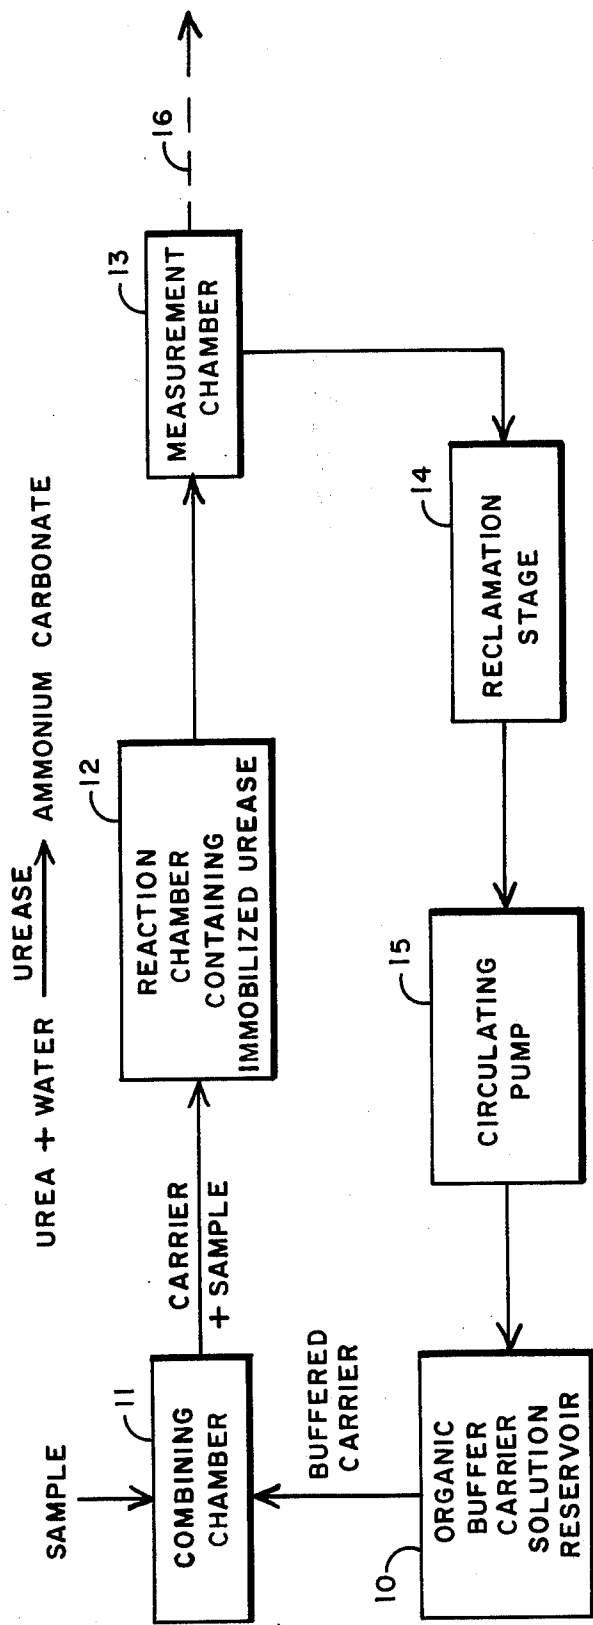 UREASE
UREA + WATER → AMMONIUM CARBONATE
SAMPLE
11
COMBINING
CHAMBER
CARRIER
+ SAMPLE
12
REACTION
CHAMBER
CONTAINING
IMMOBILIZED UREASE
13
MEASUREMENT
CHAMBER
16
BUFFERED
CARRIER
10
ORGANIC
BUFFER
CARRIER
SOLUTION
RESERVOIR
15
CIRCULATING
PUMP
14
RECLAMATION
STAGE